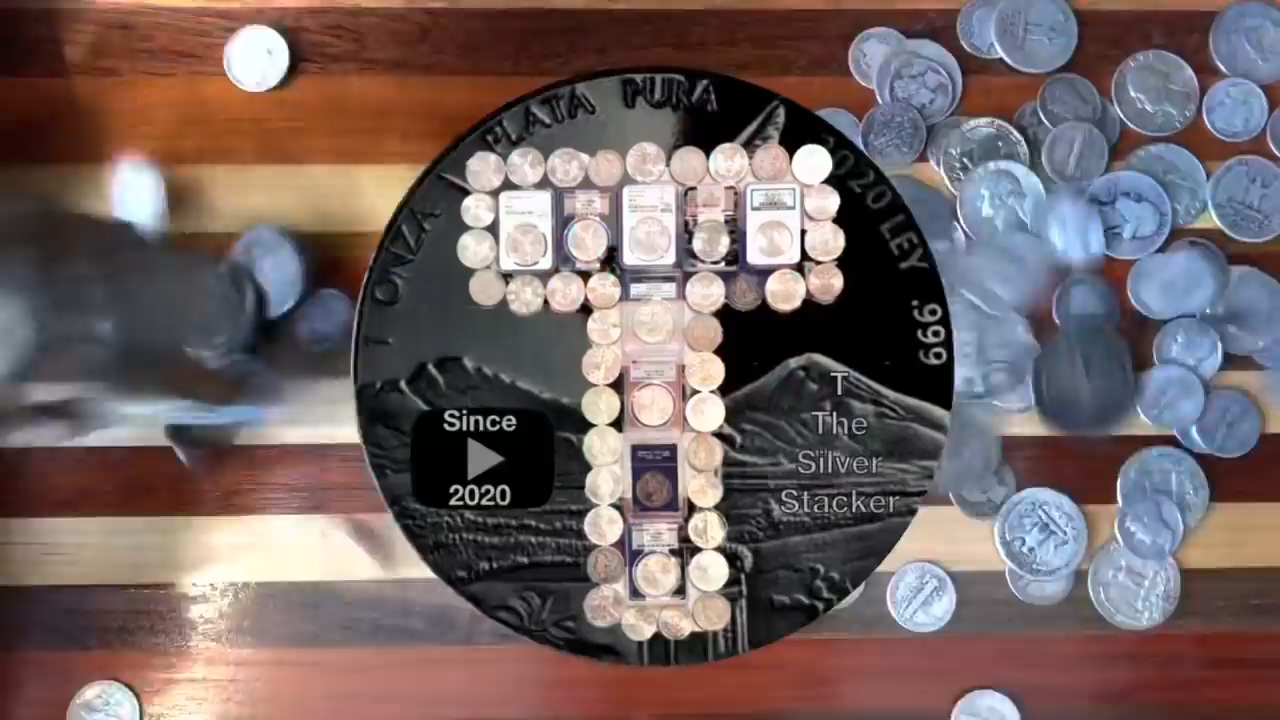 1 ONZA PLATA PURA 2020 LEY .999
Since
2020
T
The
Silver
Stacker